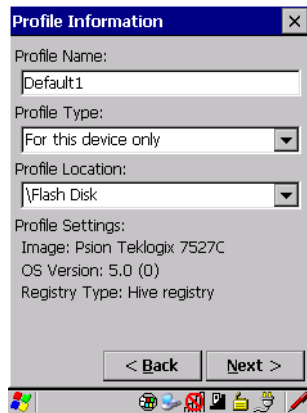 Profile Information
Profile Name:
Default1
Profile Type:
For this device only
Profile Location:
\Flash Disk
Profile Settings:
Image: Psion Teklogix 7527C
OS Version: 5.0 (0)
Registry Type: Hive registry
< Back
Next >